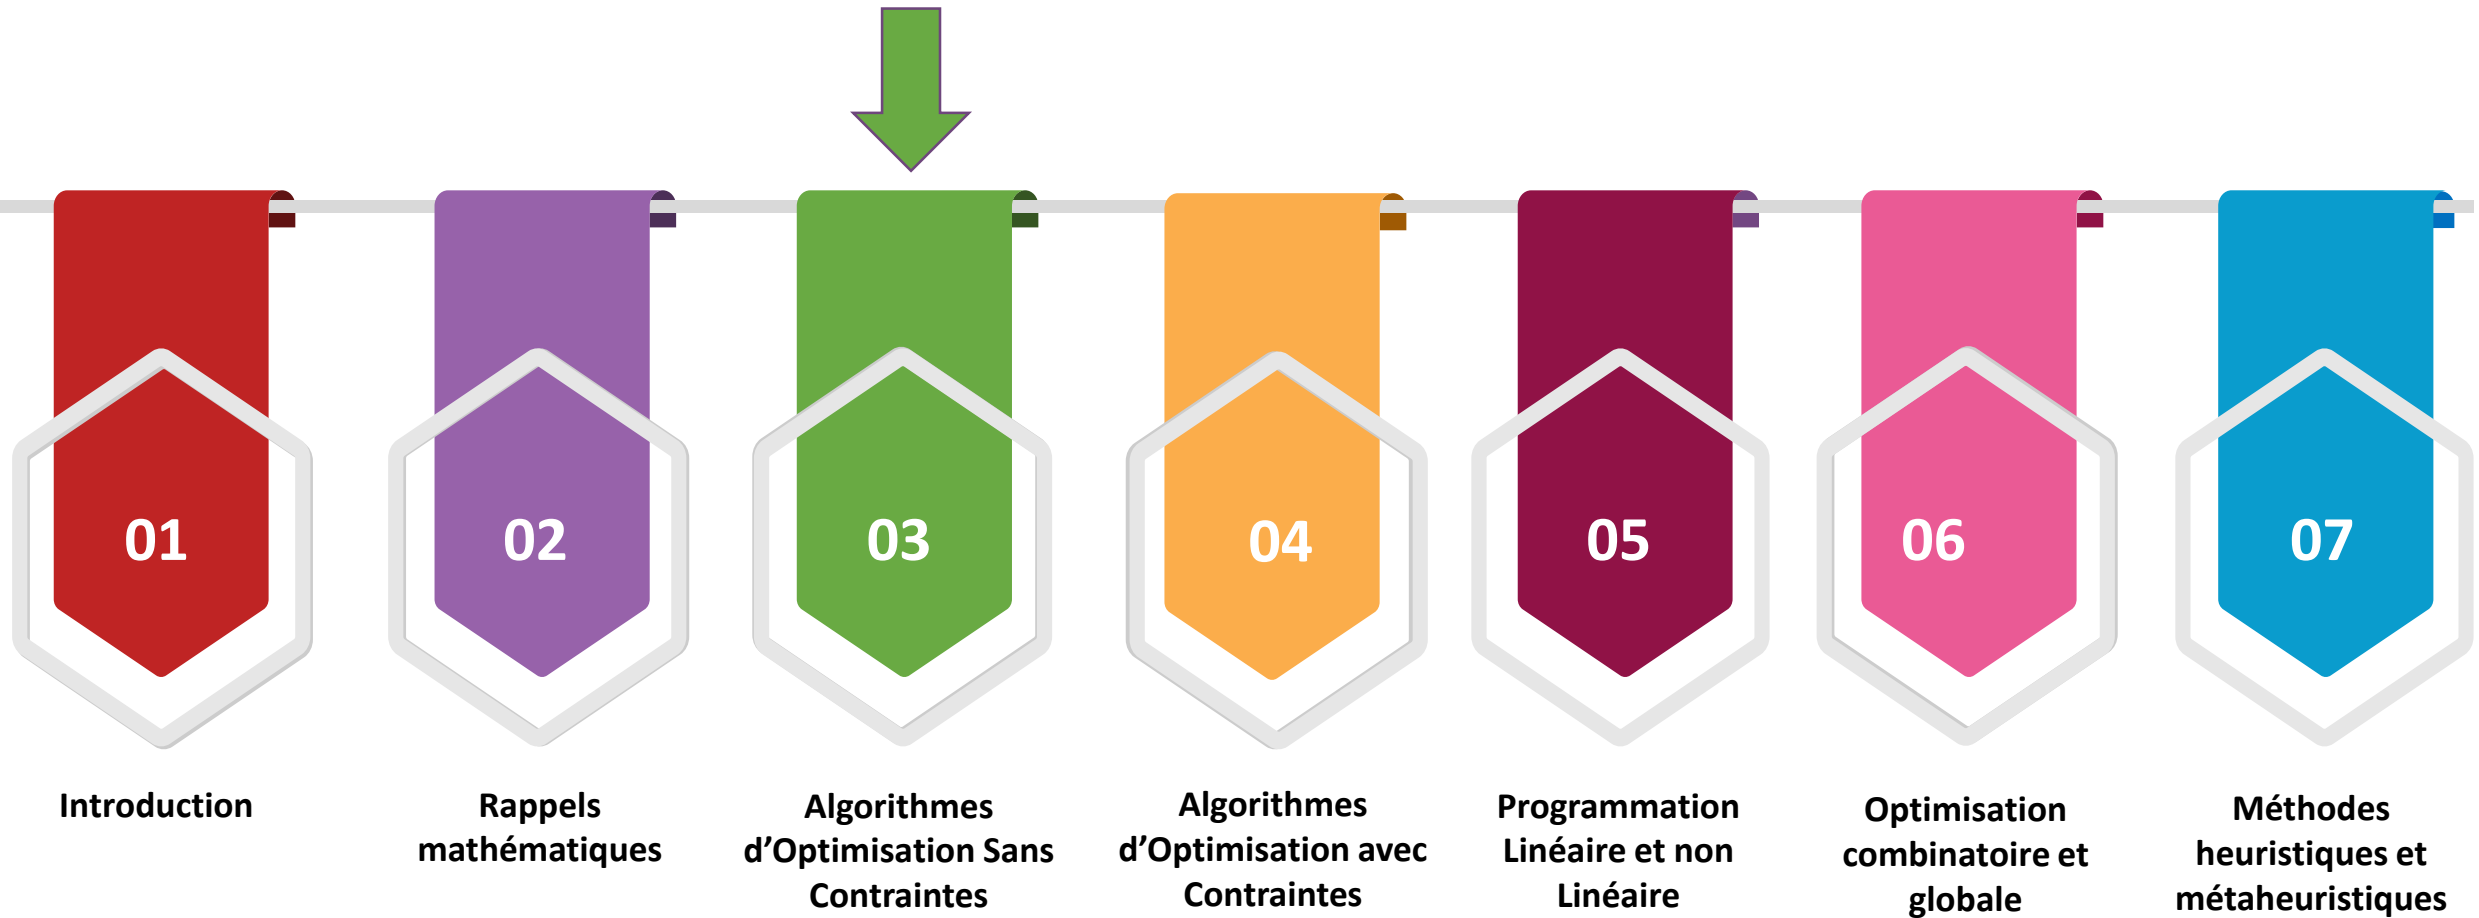 01
02
03
04
05
06
07
Introduction
Rappels
mathématiques
Algorithmes
d’Optimisation Sans
Contraintes
Algorithmes
d’Optimisation avec
Contraintes
Programmation
Linéaire et non
Linéaire
Optimisation
combinatoire et
globale
Méthodes
heuristiques et
métaheuristiques